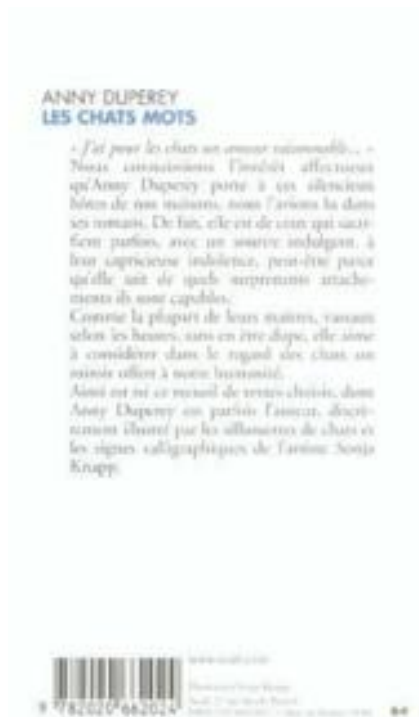 ANNY DUPEREY
LES CHATS MOTS
« J'ai pour les chats un amour raisonnable... »
Nous connaissions l'intérêt affectueux
qu'Anny Duperey porte à ces silencieux
hôtes de nos maisons, nous l'avions lu dans
ses romans. De fait, elle est de ceux qui sacri-
fient parfois, avec un sourire indulgent, à
leur capricieuse indolence, peut-être parce
qu'elle sait de quels surprenants attache-
ments ils sont capables.
Comme la plupart de leurs maîtres, vassaux
selon les heures, sans en être dupe, elle aime
à considérer dans le regard des chats un
miroir offert à notre humanité.
Ainsi est né ce recueil de textes choisis, dont
Anny Duperey est parfois l'auteur, discrè-
tement illustré par les silhouettes de chats et
les signes calligraphiques de l'artiste Sonja
Knapp.
9 782020 662024